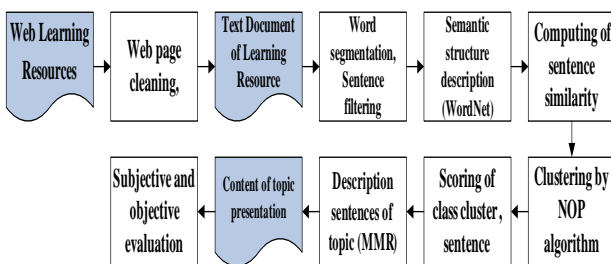 Web Learning
Resources
Web page
cleaning,
Text Document
of Learning
Resource
Word
segmentation,
Sentence
filtering
Semantic
structure
description
(WordNet)
Computing of
sentence
similarity
Clustering by
NOP
algorithm
Scoring of
class cluster ,
sentence
Description
sentences of
topic (MMR)
Content of topic
presentation
Subjective and
objective
evaluation